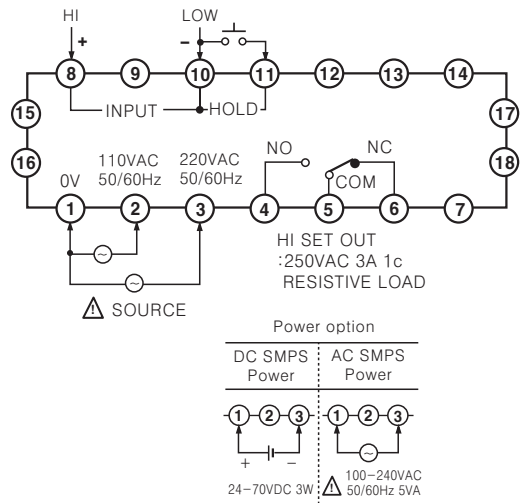 HI
LOW
+
−
8
9
10
11
12
13
14
15
INPUT
HOLD
17
16
110VAC
50/60Hz
220VAC
50/60Hz
NO
NC
18
0V
COM
1
2
3
4
5
6
7
~
~
HI SET OUT
:250VAC 3A 1c
RESISTIVE LOAD
SOURCE
Power option
DC SMPS
Power
AC SMPS
Power
1
2
3
1
2
3
+
−
~
24−70VDC 3W
100−240VAC
50/60Hz 5VA